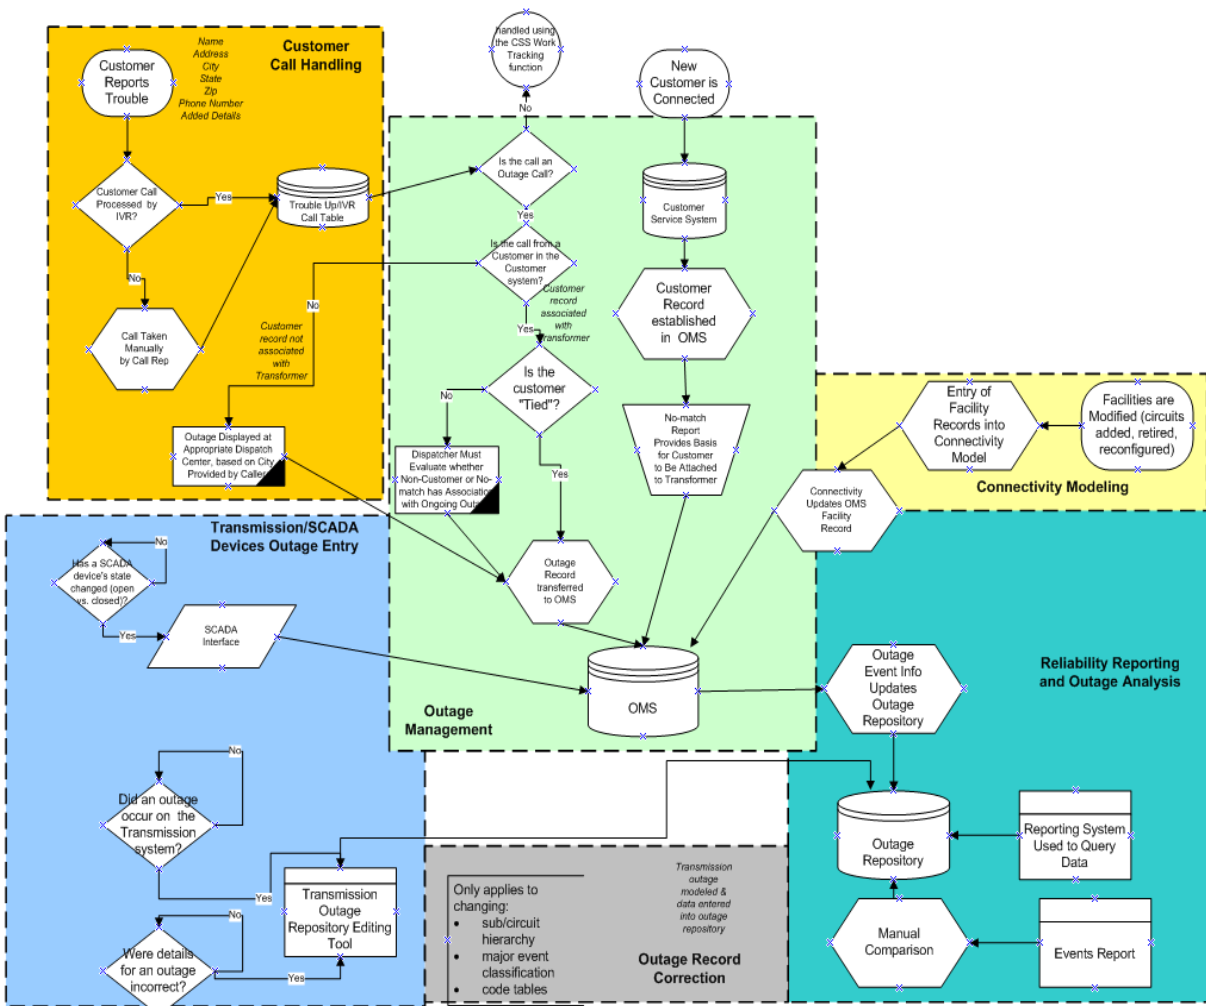 Customer
Call Handling
Name
Address
City
State
Zip
Phone Number
Added Details
Customer
Reports
Trouble
Customer Call
Processed by
IVR?
Yes
No
Trouble Up/IVR
Call Table
Call Taken
Manually
by Call Rep
Customer
record not
associated
with
Transformer
No
Outage Displayed at
Appropriate Dispatch
Center, based on City
Provided by Caller
handled using
the CSS Work
Tracking
function
No
Is the call an
Outage Call?
Yes
Is the call from a
Customer in the
Customer
system?
Customer
record
associated
with
Transformer
Yes
Is the
customer
"Tied"?
No
Yes
Dispatcher Must
Evaluate whether
Non-Customer or No-
match has Association
with Ongoing
Outage
Record
transferred
to OMS
New
Customer is
Connected
Customer
Service System
Customer
Record
established
in OMS
No-match
Report
Provides Basis
for Customer
to Be Attached
to Transformer
OMS
Outage
Management
Entry of
Facility
Records into
Connectivity
Model
Facilities are
Modified (circuits
added, retired,
reconfigured)
Connectivity Modeling
Connectivity
Updates OMS
Facility
Record
Transmission/SCADA
Devices Outage Entry
No
Has a SCADA
device's state
changed (open
vs. closed)?
Yes
SCADA
Interface
No
Did an outage
occur on the
Transmission
system?
Yes
Transmission
Outage
Repository Editing
Tool
No
Were details
for an outage
incorrect?
Yes
Only applies to
changing:
• sub/circuit
hierarchy
• major event
classification
• code tables
Transmission
outage
modeled &
data entered
into outage
repository
Outage Record
Correction
Outage
Event Info
Updates
Outage
Repository
Reliability Reporting
and Outage Analysis
Outage
Repository
Reporting System
Used to Query
Data
Manual
Comparison
Events Report